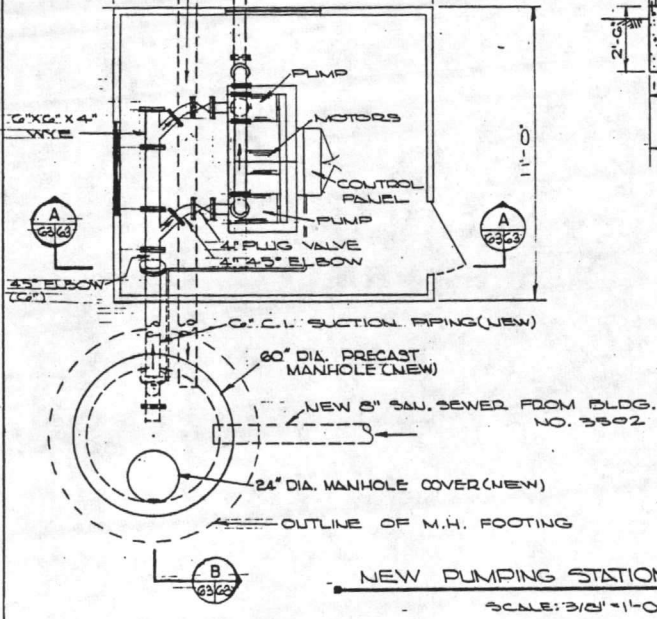 PUMP
6"X6"X4"
WYE
MOTORS
2'-6"
11'-0"
CONTROL
PANEL
PUMP
A
63 63
A
63 63
4" PLUG VALVE
4" 45° ELBOW
45° ELBOW
(6")
6" C.I. SUCTION PIPING (NEW)
60" DIA. PRECAST
MANHOLE (NEW)
NEW 8" SAN. SEWER FROM BLDG.
NO. 3502
24" DIA. MANHOLE COVER (NEW)
OUTLINE OF M.H. FOOTING
B
63 63
NEW PUMPING STATION
SCALE: 3/8" = 1'-0